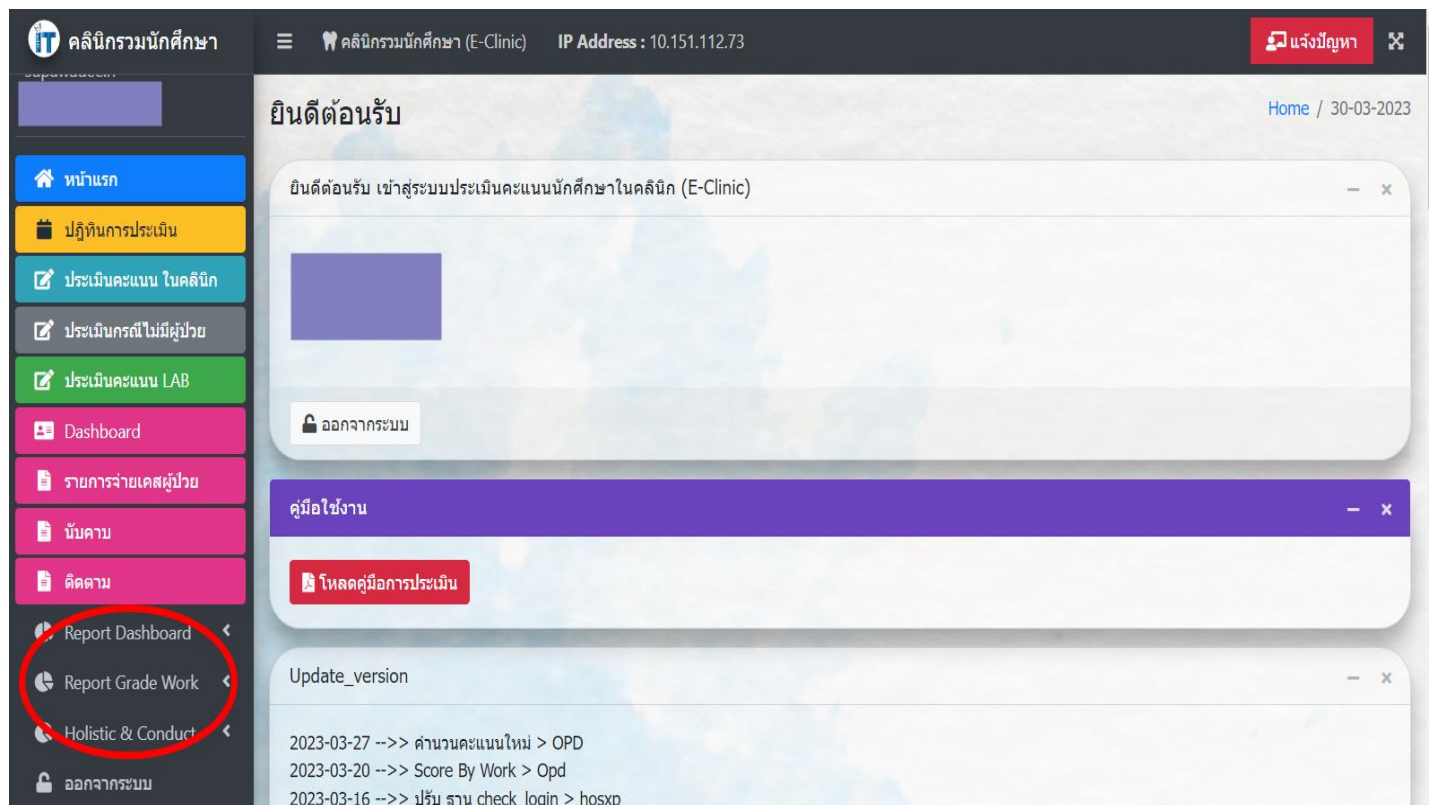 iT คลินิกรวมนักศึกษา
คลินิกรวมนักศึกษา (E-Clinic) IP Address : 10.151.112.73
แจ้งปัญหา
ยินดีต้อนรับ
Home / 30-03-2023
หน้าแรก
ปฏิทินการประเมิน
ประเมินคะแนน ในคลินิก
ประเมินกรณีไม่มีผู้ป่วย
ประเมินคะแนน LAB
Dashboard
รายการจ่ายเคสผู้ป่วย
นับคาบ
ติดตาม
Report Dashboard
Report Grade Work
Holistic & Conduct
ออกจากระบบ
ยินดีต้อนรับ เข้าสู่ระบบประเมินคะแนนนักศึกษาในคลินิก (E-Clinic)
ออกจากระบบ
คู่มือใช้งาน
โหลดคู่มือการประเมิน
Update_version
2023-03-27 -->> คำนวนคะแนนใหม่ > OPD
2023-03-20 -->> Score By Work > Opd
2023-03-16 -->> ปรับ ฐาน check_login > hosxp